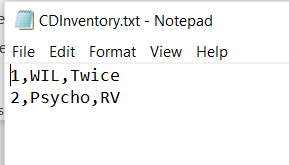 CDInventory.txt - Notepad
File Edit Format View Help
1,WIL,Twice
2,Psycho,RV